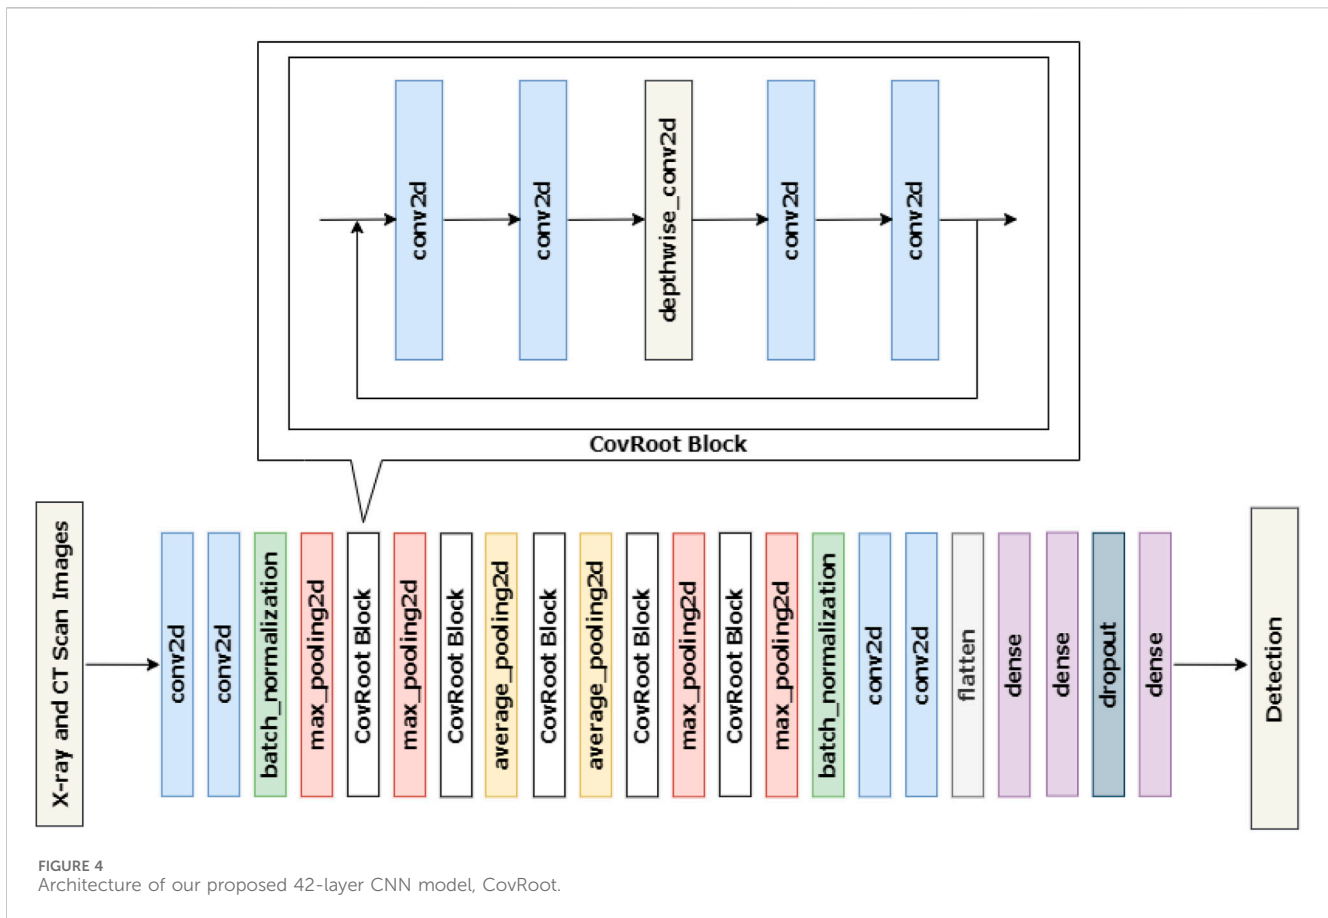 conv2d
conv2d
depthwise_conv2d
conv2d
conv2d
CovRoot Block
X-ray and CT Scan Images
conv2d
conv2d
batch_normalization
max_pooling2d
CovRoot Block
max_pooling2d
CovRoot Block
average_pooling2d
CovRoot Block
average_pooling2d
CovRoot Block
max_pooling2d
CovRoot Block
max_pooling2d
batch_normalization
conv2d
conv2d
flatten
dense
dense
dropout
dense
Detection
FIGURE 4
Architecture of our proposed 42-layer CNN model, CovRoot.